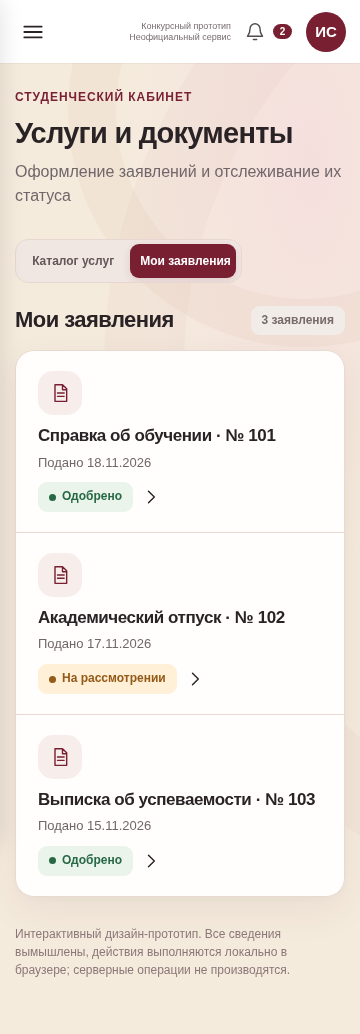 Конкурсный прототип
Неофициальный сервис
2
ИС
СТУДЕНЧЕСКИЙ КАБИНЕТ
Услуги и документы
Оформление заявлений и отслеживание их
статуса
Каталог услуг
Мои заявления
Мои заявления
3 заявления
Справка об обучении · № 101
Подано 18.11.2026
Одобрено
Академический отпуск · № 102
Подано 17.11.2026
На рассмотрении
Выписка об успеваемости · № 103
Подано 15.11.2026
Одобрено
Интерактивный дизайн-прототип. Все сведения
вымышлены, действия выполняются локально в
браузере; серверные операции не производятся.